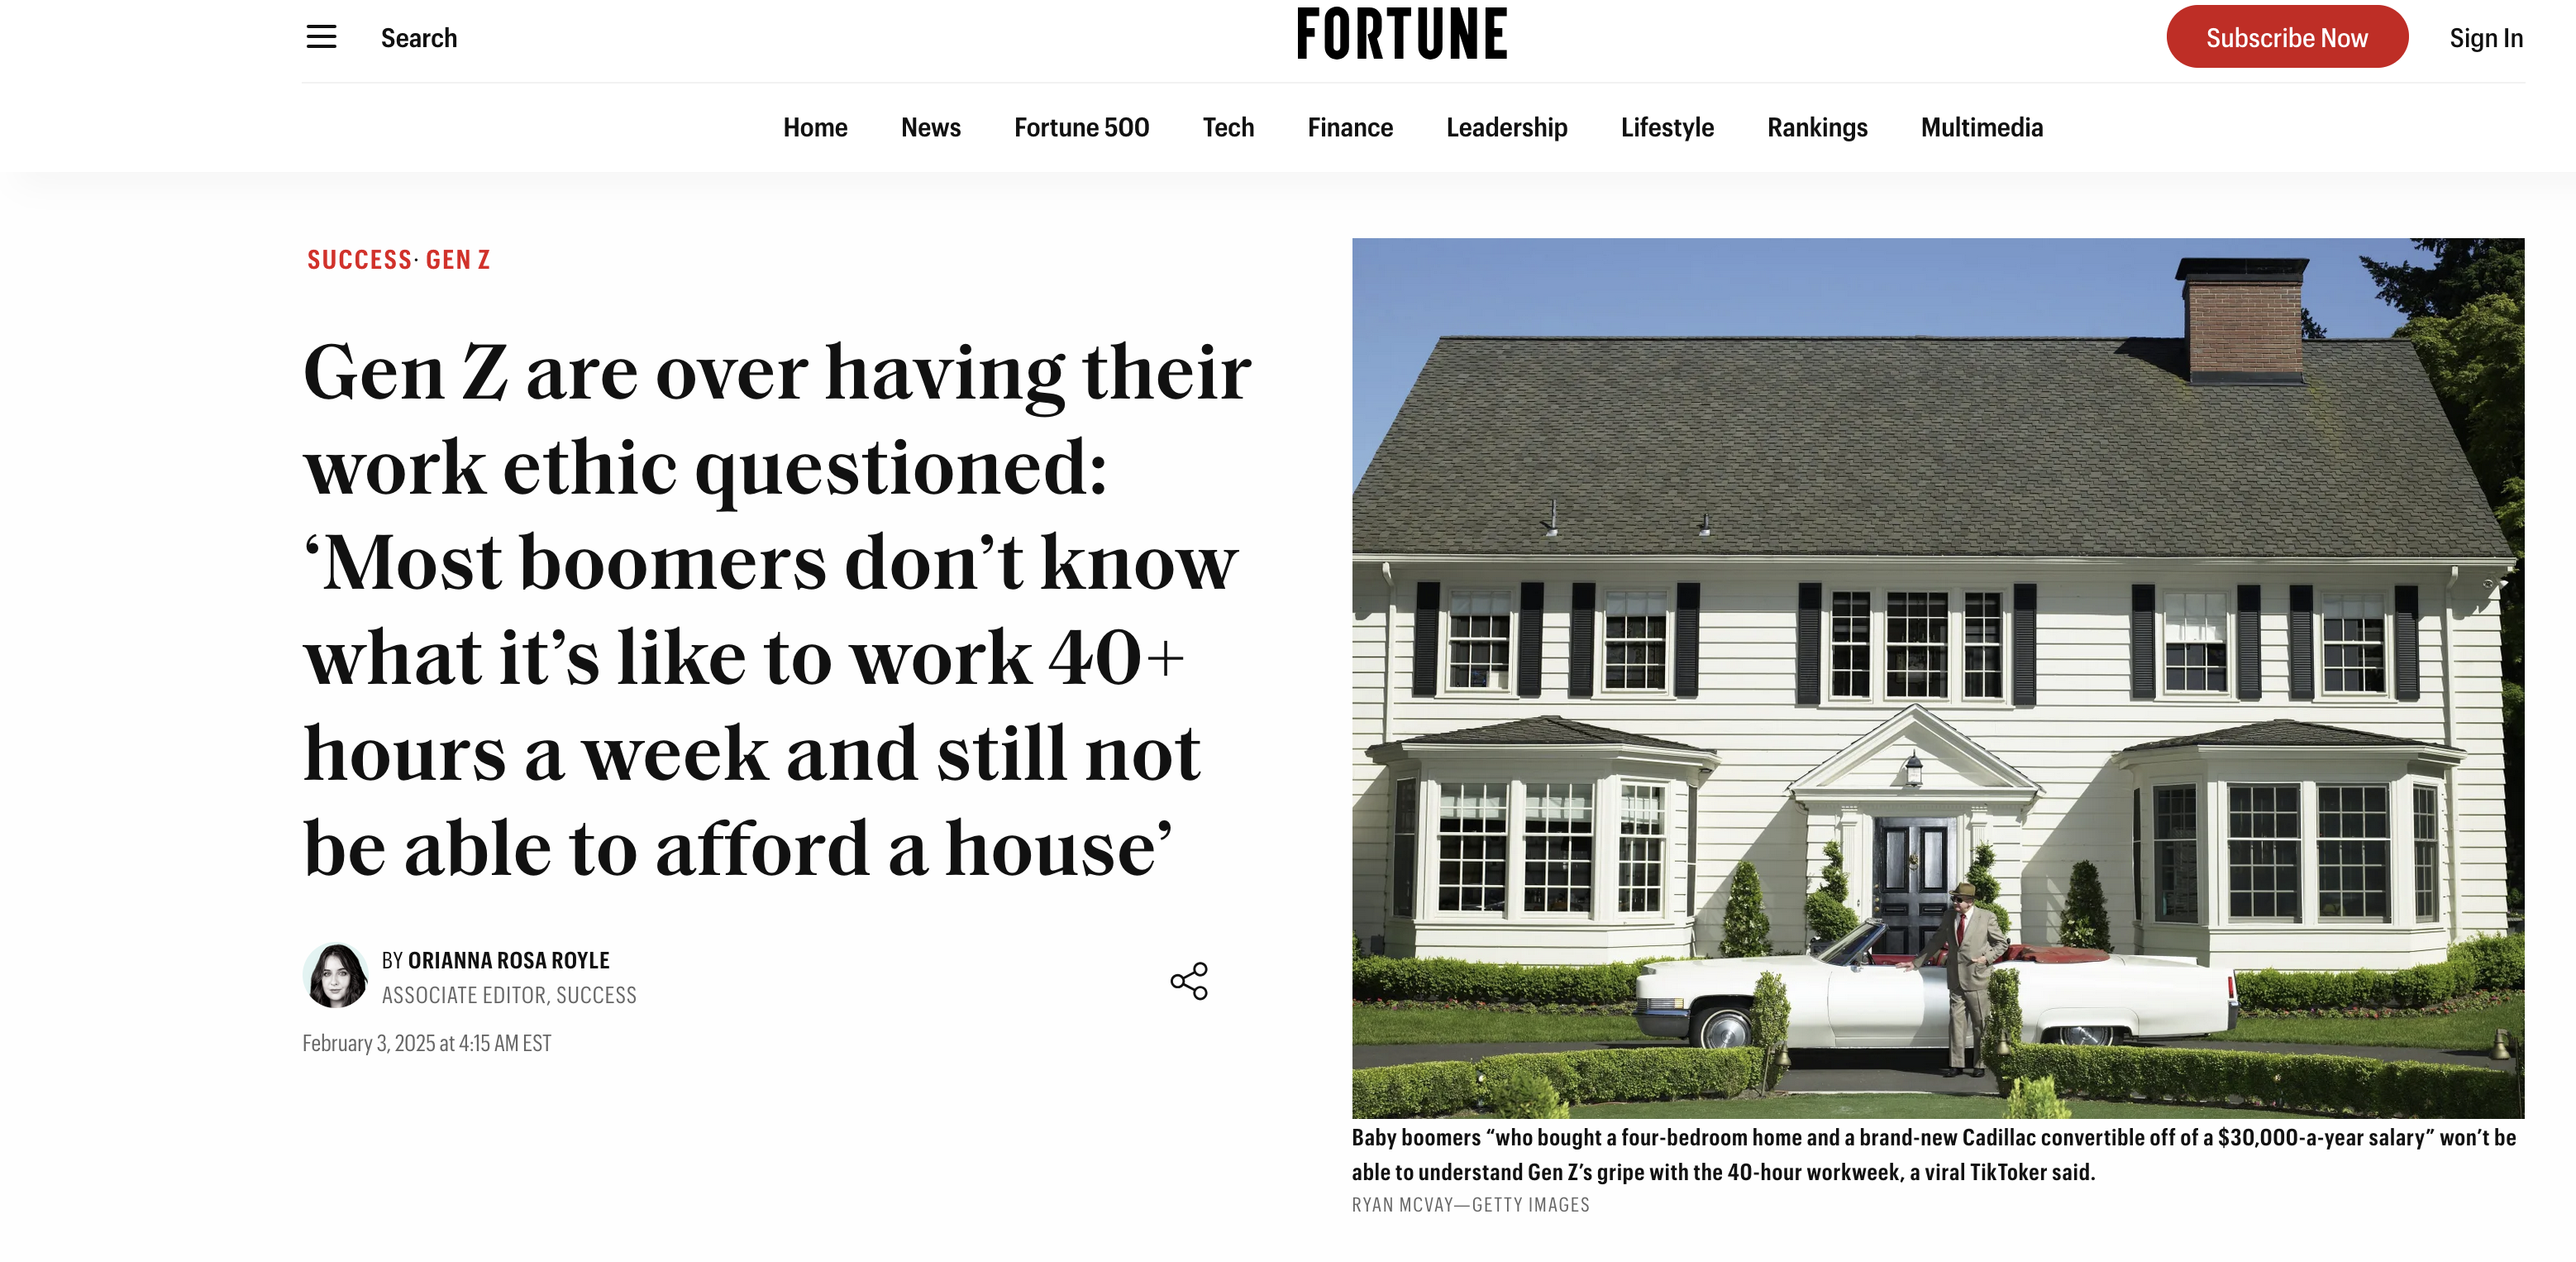 Search
FORTUNE
Subscribe Now
Sign In
Home
News
Fortune 500
Tech
Finance
Leadership
Lifestyle
Rankings
Multimedia
SUCCESS· GEN Z
Gen Z are over having their
work ethic questioned:
‘Most boomers don’t know
what it’s like to work 40+
hours a week and still not
be able to afford a house’
BY ORIANNA ROSA ROYLE
ASSOCIATE EDITOR, SUCCESS
February 3, 2025 at 4:15 AM EST
Baby boomers “who bought a four-bedroom home and a brand-new Cadillac convertible off of a $30,000-a-year salary” won’t be
able to understand Gen Z’s gripe with the 40-hour workweek, a viral TikToker said.
RYAN MCVAY—GETTY IMAGES